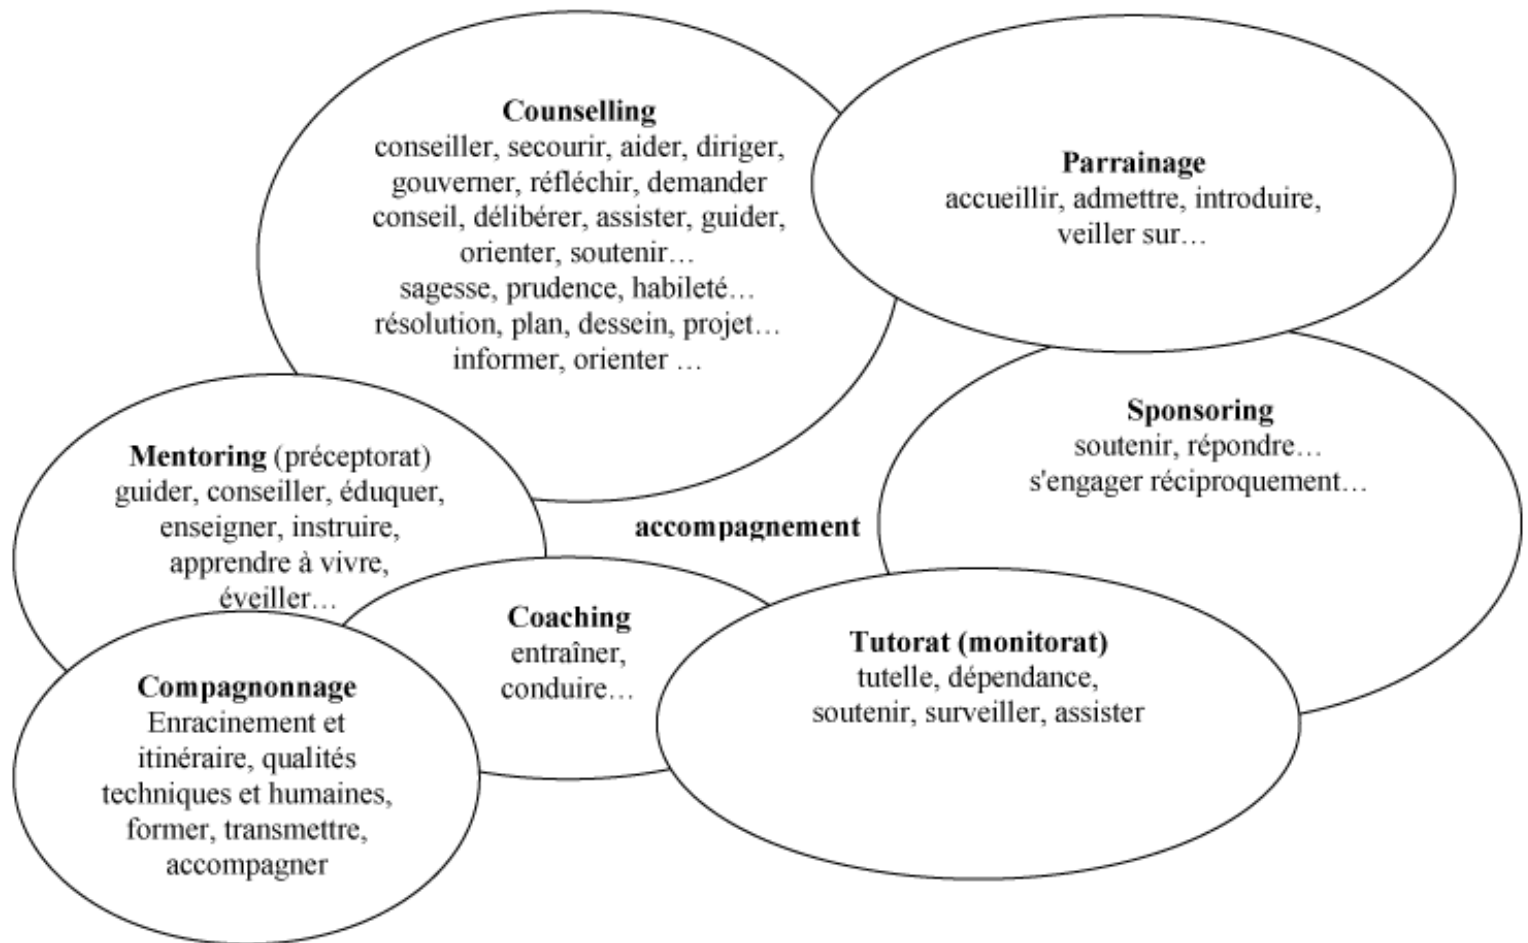 Counselling
conseiller, secourir, aider, diriger,
gouverner, réfléchir, demander
conseil, délibérer, assister, guider,
orienter, soutenir…
sagesse, prudence, habileté…
résolution, plan, dessein, projet…
informer, orienter …
Parrainage
accueillir, admettre, introduire,
veiller sur…
Sponsoring
soutenir, répondre…
s'engager réciproquement…
Mentoring (préceptorat)
guider, conseiller, éduquer,
enseigner, instruire,
apprendre à vivre,
éveiller…
accompagnement
Coaching
entraîner,
conduire…
Tutorat (monitorat)
tutelle, dépendance,
soutenir, surveiller, assister
Compagnonnage
Enracinement et
itinéraire, qualités
techniques et humaines,
former, transmettre,
accompagner